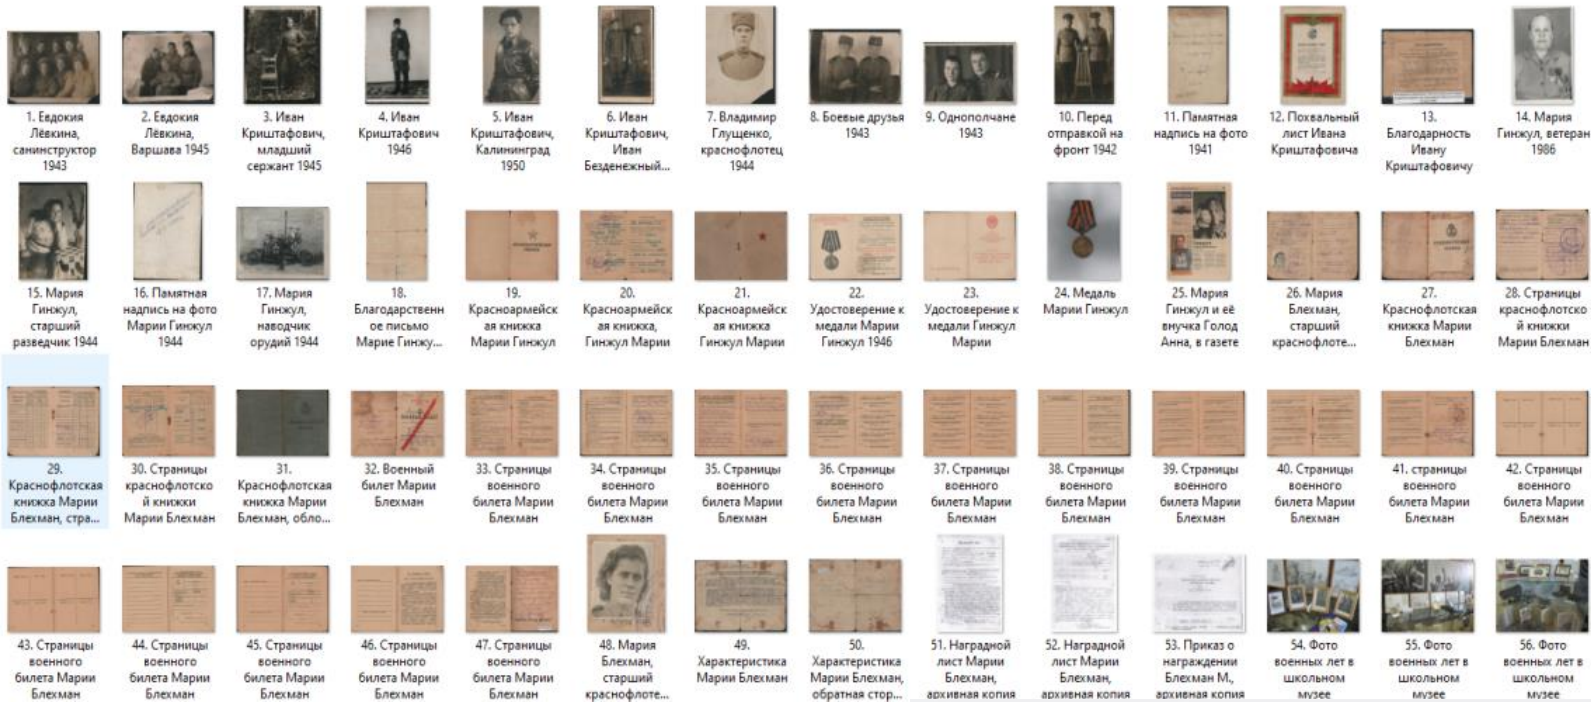 1. Евдокия
Лёвкина,
санинструктор
1943
2. Евдокия
Лёвкина,
Варшава 1945
3. Иван
Криштафович,
младший
сержант 1945
4. Иван
Криштафович
1946
5. Иван
Криштафович,
Калининград
1950
6. Иван
Криштафович,
Иван
Безденежный...
7. Владимир
Глущенко,
краснофлотец
1944
8. Боевые друзья
1943
9. Однополчане
1943
10. Перед
отправкой на
фронт 1942
11. Памятная
надпись на фото
1941
12. Похвальный
лист Ивана
Криштафовича
13.
Благодарность
Ивану
Криштафовичу
14. Мария
Гинжул, ветеран
1986
15. Мария
Гинжул,
старший
разведчик 1944
16. Памятная
надпись на фото
Марии Гинжул
1944
17. Мария
Гинжул,
наводчик
орудий 1944
18.
Благодарственн
ое письмо
Марие Гинжу...
19.
Красноармейск
ая книжка
Марии Гинжул
20.
Красноармейск
ая книжка,
Гинжул Марии
21.
Красноармейск
ая книжка
Гинжул Марии
22.
Удостоверение к
медали Марии
Гинжул 1946
23.
Удостоверение к
медали Гинжул
Марии
24. Медаль
Марии Гинжул
25. Мария
Гинжул и её
внучка Голод
Анна, в газете
26. Мария
Блехман,
старший
краснофлоте...
27.
Краснофлотская
книжка Марии
Блехман
28. Страницы
краснофлотско
й книжки
Марии Блехман
29.
Краснофлотская
книжка Марии
Блехман, стра...
30. Страницы
краснофлотско
й книжки
Марии Блехман
31.
Краснофлотская
книжка Марии
Блехман, обло...
32. Военный
билет Марии
Блехман
33. Страницы
военного
билета Марии
Блехман
34. Страницы
военного
билета Марии
Блехман
35. Страницы
военного
билета Марии
Блехман
36. Страницы
военного
билета Марии
Блехман
37. Страницы
военного
билета Марии
Блехман
38. Страницы
военного
билета Марии
Блехман
39. Страницы
военного
билета Марии
Блехман
40. Страницы
военного
билета Марии
Блехман
41. страницы
военного
билета Марии
Блехман
42. Страницы
военного
билета Марии
Блехман
43. Страницы
военного
билета Марии
Блехман
44. Страницы
военного
билета Марии
Блехман
45. Страницы
военного
билета Марии
Блехман
46. Страницы
военного
билета Марии
Блехман
47. Страницы
военного
билета Марии
Блехман
48. Мария
Блехман,
старший
краснофлоте...
49.
Характеристика
Марии Блехман
50.
Характеристика
Марии Блехман,
обратная стор...
51. Наградной
лист Марии
Блехман,
архивная копия
52. Наградной
лист Марии
Блехман,
архивная копия
53. Приказ о
награждении
Блехман М.,
архивная копия
54. Фото
военных лет в
школьном
музее
55. Фото
военных лет в
школьном
музее
56. Фото
военных лет в
школьном
музее